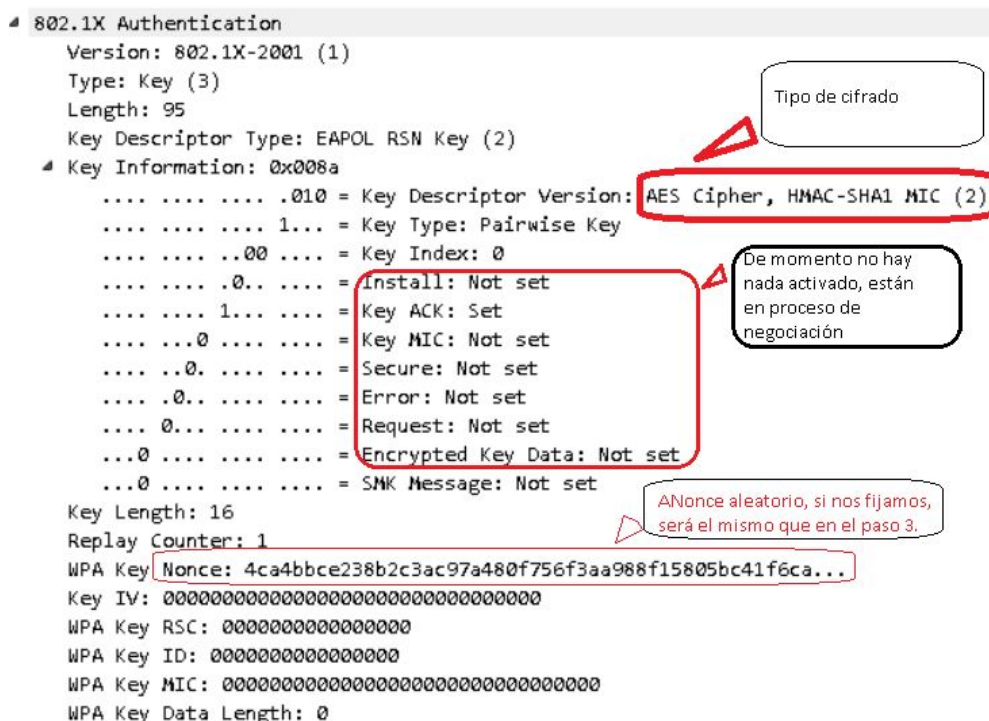 802.1X Authentication
Version: 802.1X-2001 (1)
Type: Key (3)
Length: 95
Key Descriptor Type: EAPOL RSN Key (2)
Key Information: 0x008a
.... .... .... .010 = Key Descriptor Version: AES Cipher, HMAC-SHA1 MIC (2)
.... .... .... 1... = Key Type: Pairwise Key
.... .... ..00 .... = Key Index: 0
.... .... .0.. .... = Install: Not set
.... .... 1... .... = Key ACK: Set
.... ...0 .... .... = Key MIC: Not set
.... ..0. .... .... = Secure: Not set
.... .0.. .... .... = Error: Not set
.... 0... .... .... = Request: Not set
...0 .... .... .... = Encrypted Key Data: Not set
...0 .... .... .... = SMK Message: Not set
Key Length: 16
Replay Counter: 1
WPA Key Nonce: 4ca4bbce238b2c3ac97a480f756f3aa988f15805bc41f6ca...
Key IV: 00000000000000000000000000000000
WPA Key RSC: 0000000000000000
WPA Key ID: 0000000000000000
WPA Key MIC: 00000000000000000000000000000000
WPA Key Data Length: 0
Tipo de cifrado
De momento no hay
nada activado, están
en proceso de
negociación
ANonce aleatorio, si nos fijamos,
será el mismo que en el paso 3.